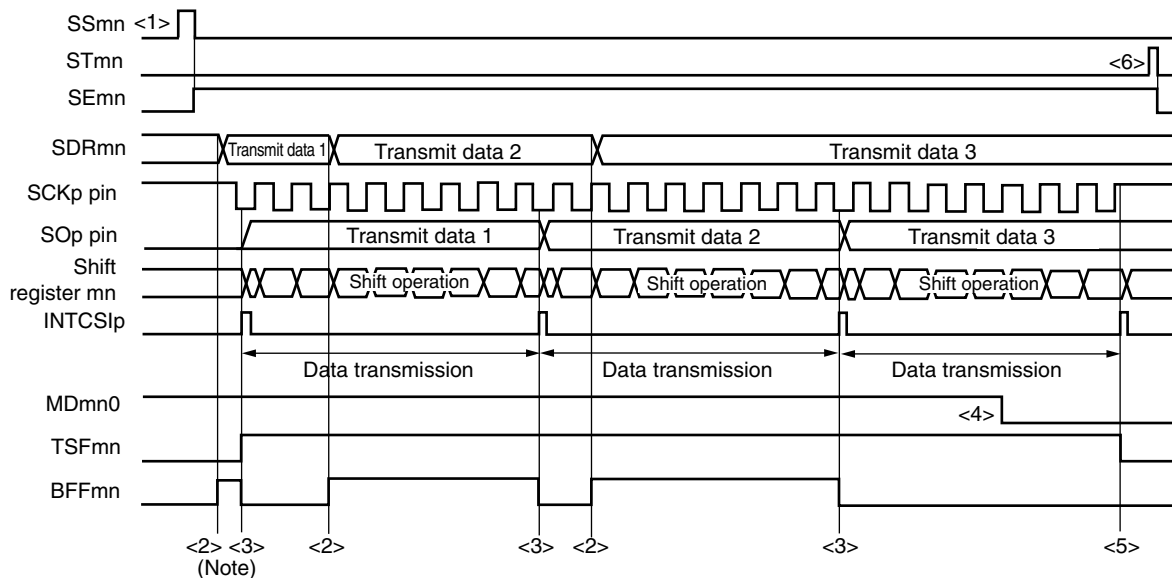 SSmn <1>
STmn <6>
SEmn
SDRmn Transmit data 1 Transmit data 2 Transmit data 3
SCKp pin
SOp pin Transmit data 1 Transmit data 2 Transmit data 3
Shift
register mn Shift operation Shift operation Shift operation
INTCSIp
Data transmission Data transmission Data transmission
MDmn0 <4>
TSFmn
BFFmn
<2> <3> <2> <3> <2> <3> <5>
(Note)